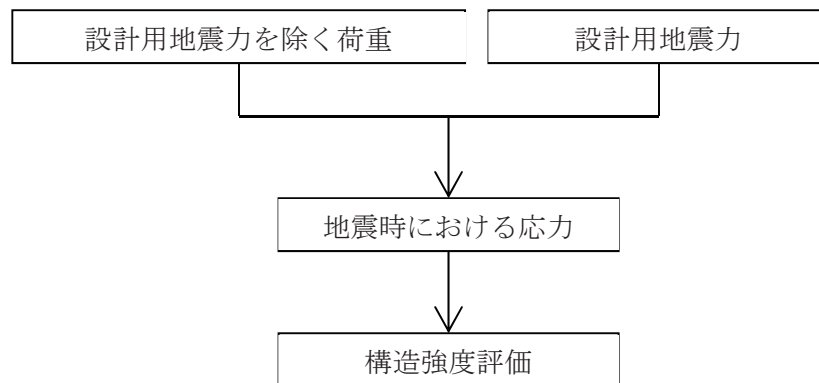 設計用地震力を除く荷重
設計用地震力
地震時における応力
構造強度評価